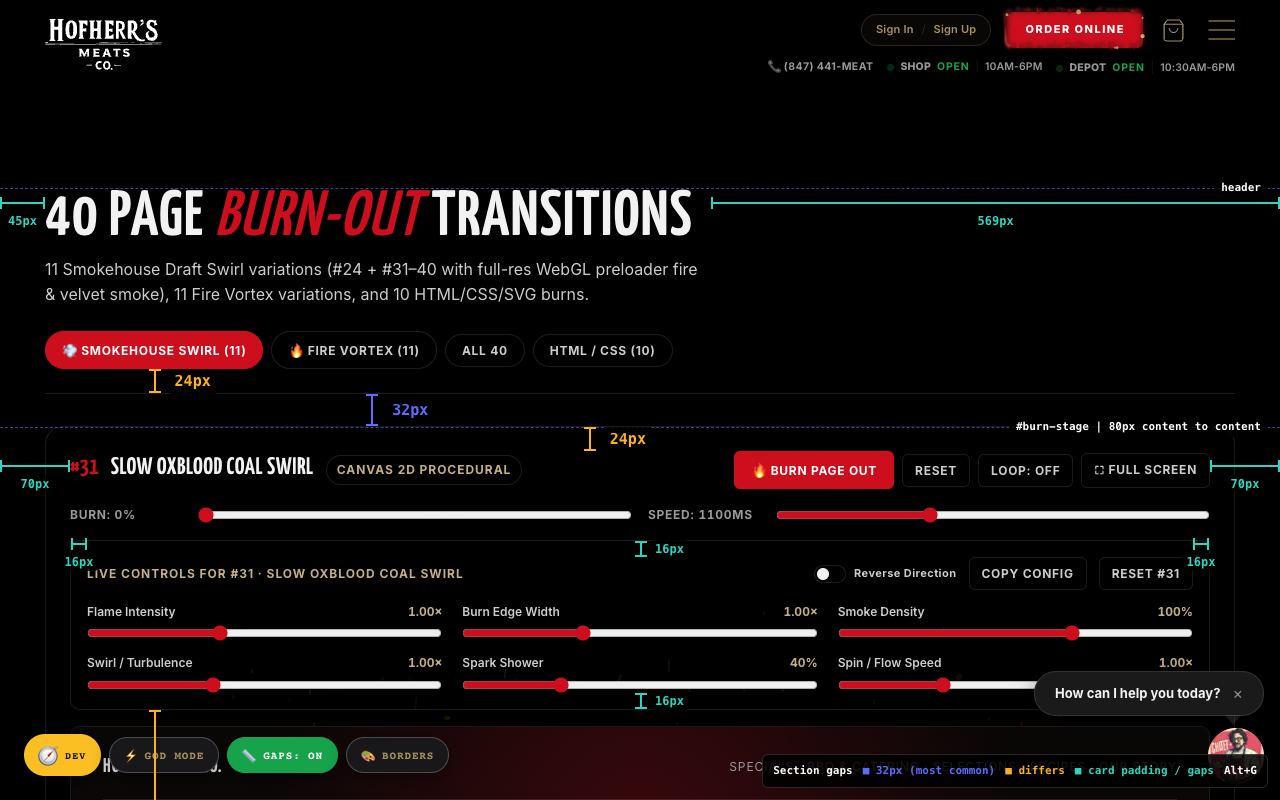 HOFHERR'S
MEATS
CO.
Sign In / Sign Up
ORDER ONLINE
(847) 441-MEAT
SHOP OPEN 10AM-6PM
DEPOT OPEN 10:30AM-6PM
header
40 PAGE BURN-OUT TRANSITIONS
45px
569px
11 Smokehouse Draft Swirl variations (#24 + #31–40 with full-res WebGL preloader fire
& velvet smoke), 11 Fire Vortex variations, and 10 HTML/CSS/SVG burns.
SMOKEHOUSE SWIRL (11)
FIRE VORTEX (11)
ALL 40
HTML / CSS (10)
24px
32px
#burn-stage | 80px content to content
24px
#31 SLOW OXBLOOD COAL SWIRL
CANVAS 2D PROCEDURAL
BURN PAGE OUT
RESET
LOOP: OFF
FULL SCREEN
70px
70px
BURN: 0%
SPEED: 1100MS
16px
16px
16px
LIVE CONTROLS FOR #31 · SLOW OXBLOOD COAL SWIRL
Reverse Direction
COPY CONFIG
RESET #31
Flame Intensity 1.00×
Burn Edge Width 1.00×
Smoke Density 100%
Swirl / Turbulence 1.00×
Spark Shower 40%
Spin / Flow Speed 1.00×
16px
How can I help you today? ×
DEV
GOD MODE
GAPS: ON
BORDERS
Section gaps 32px (most common) differs card padding / gaps Alt+G